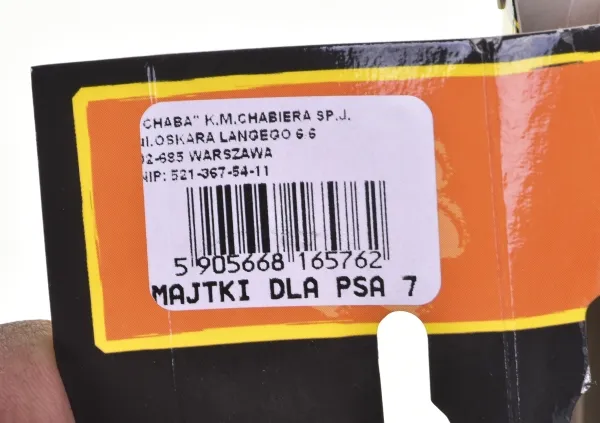 CHABA" K.M.CHABIERA SP.J.
ul.OSKARA LANGEGO 6 6
02-685 WARSZAWA
NIP: 521-367-54-11
5 905668 165762
MAJTKI DLA PSA 7